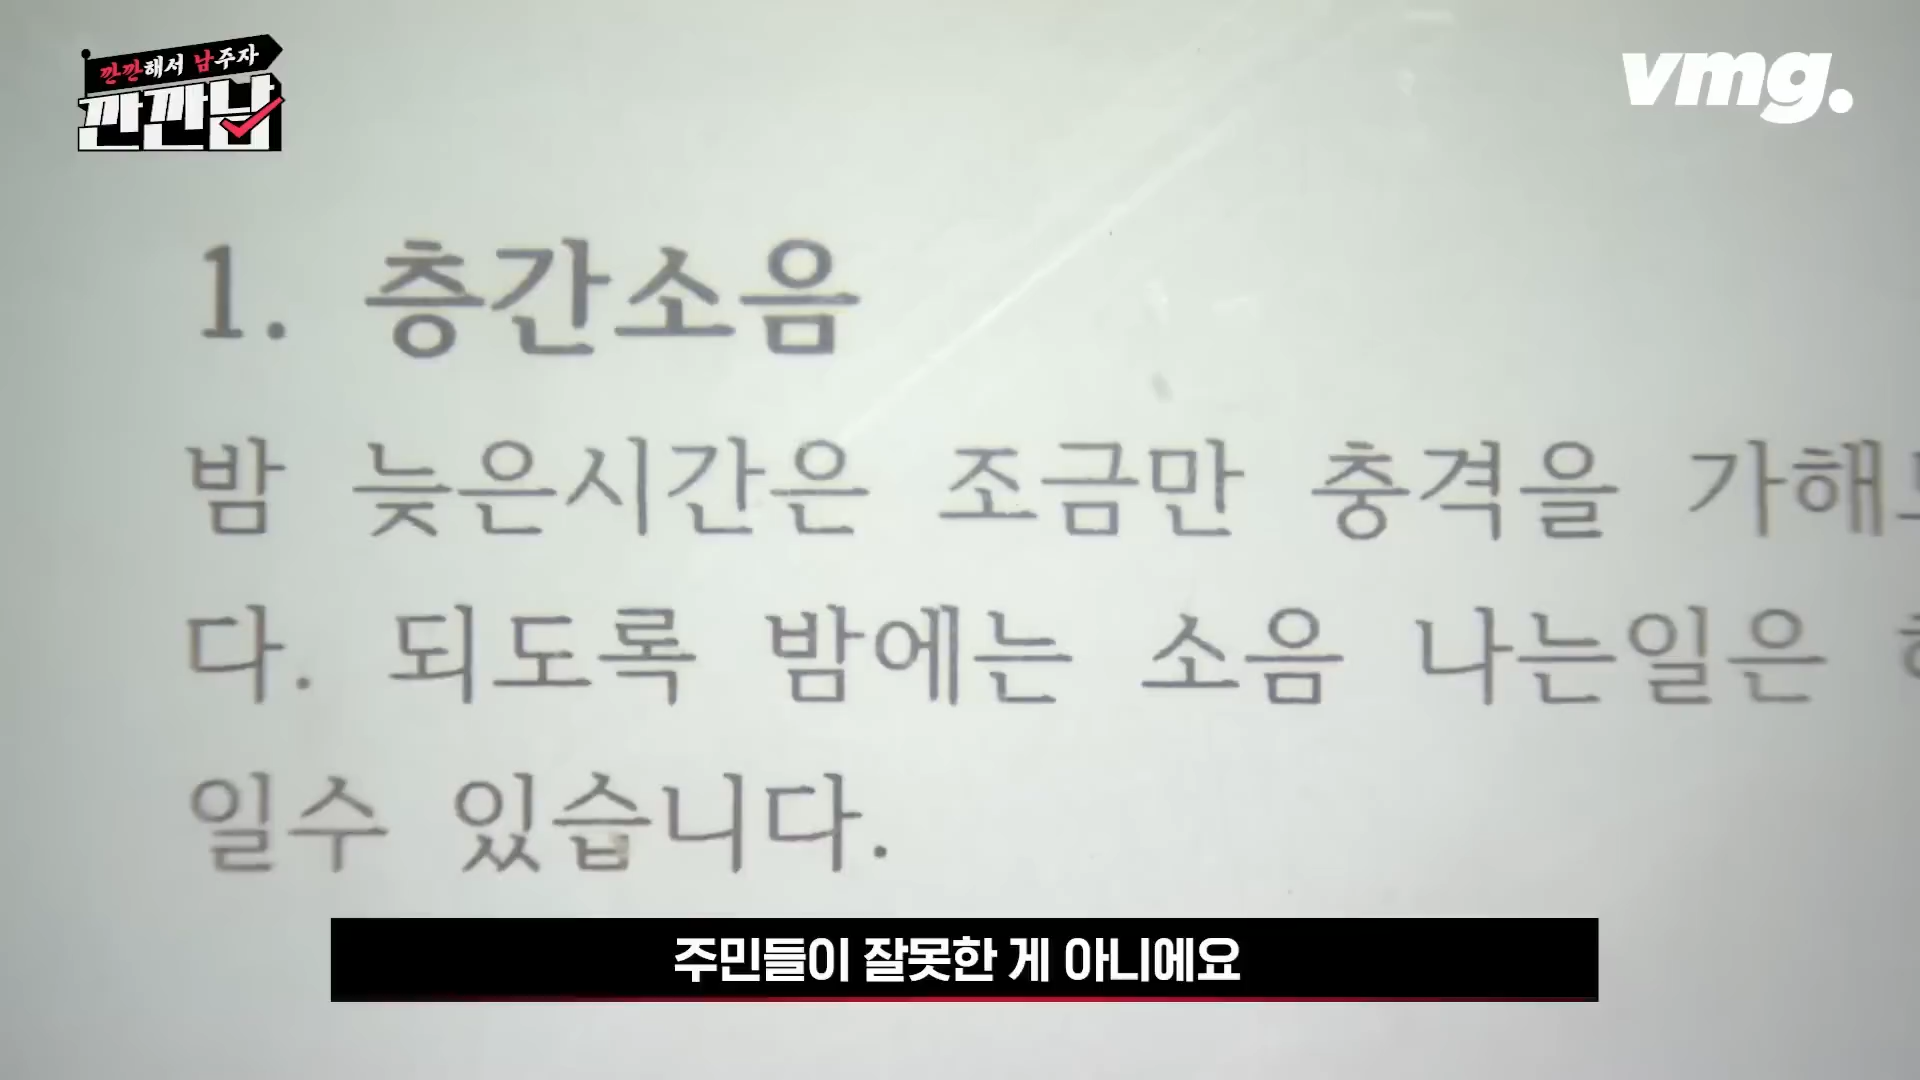 깐깐해서 남주자
깐깐남
vmg.
1. 층간소음
밤 늦은시간은 조금만 충격을
다. 되도록 밤에는 소음 나는일은
일수 있습니다.
주민들이 잘못한 게 아니에요